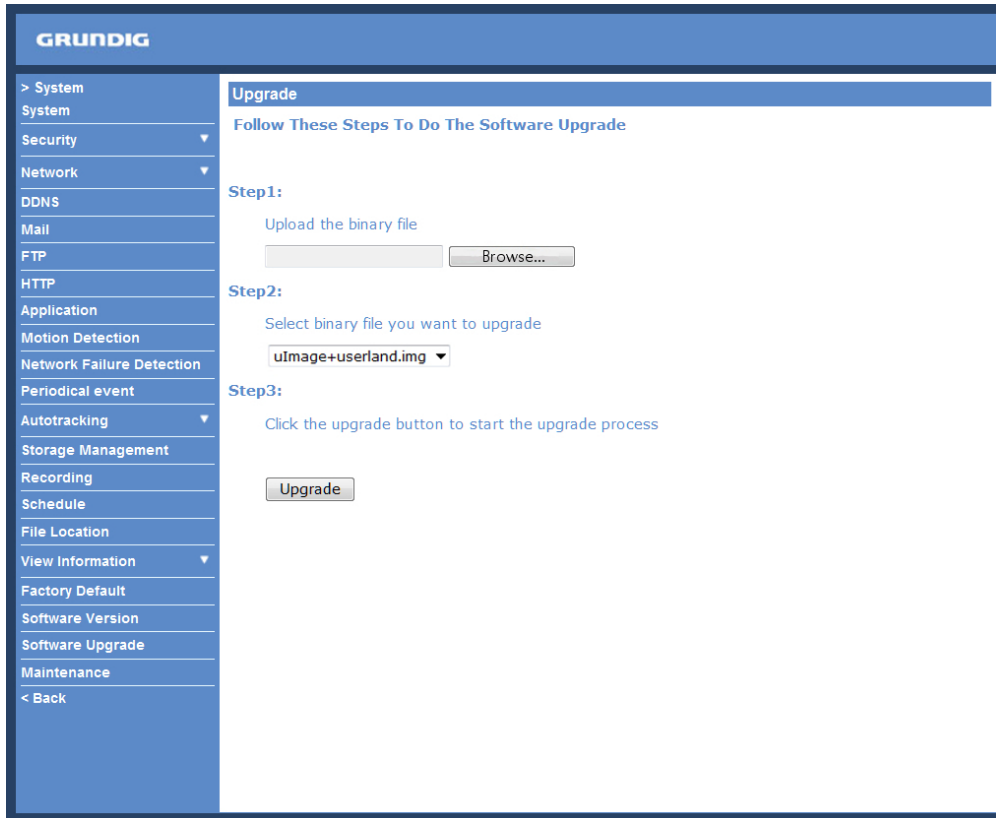 GRUNDIG
> System
System
Security
Network
DDNS
Mail
FTP
HTTP
Application
Motion Detection
Network Failure Detection
Periodical event
Autotracking
Storage Management
Recording
Schedule
File Location
View Information
Factory Default
Software Version
Software Upgrade
Maintenance
< Back
Upgrade
Follow These Steps To Do The Software Upgrade
Step1:
Upload the binary file
Browse...
Step2:
Select binary file you want to upgrade
uImage+userland.img
Step3:
Click the upgrade button to start the upgrade process
Upgrade